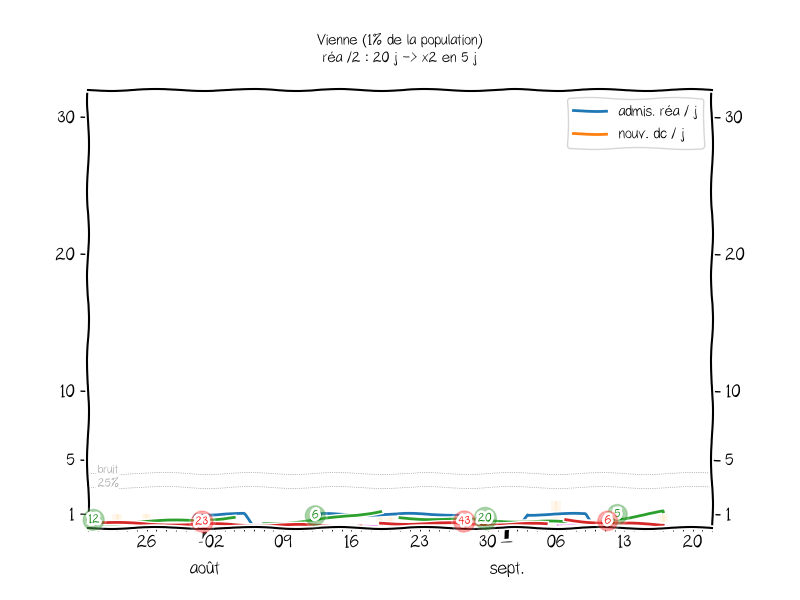 Vienne (1% de la population)
réa /2 : 20 j -> x2 en 5 j
admis. réa / j
nouv. dc / j
30 30
20 20
10 10
5 5
bruit
25%
1 1
12 23 6 43 20 6 5
26 02 09 16 23 30 06 13 20
août sept.